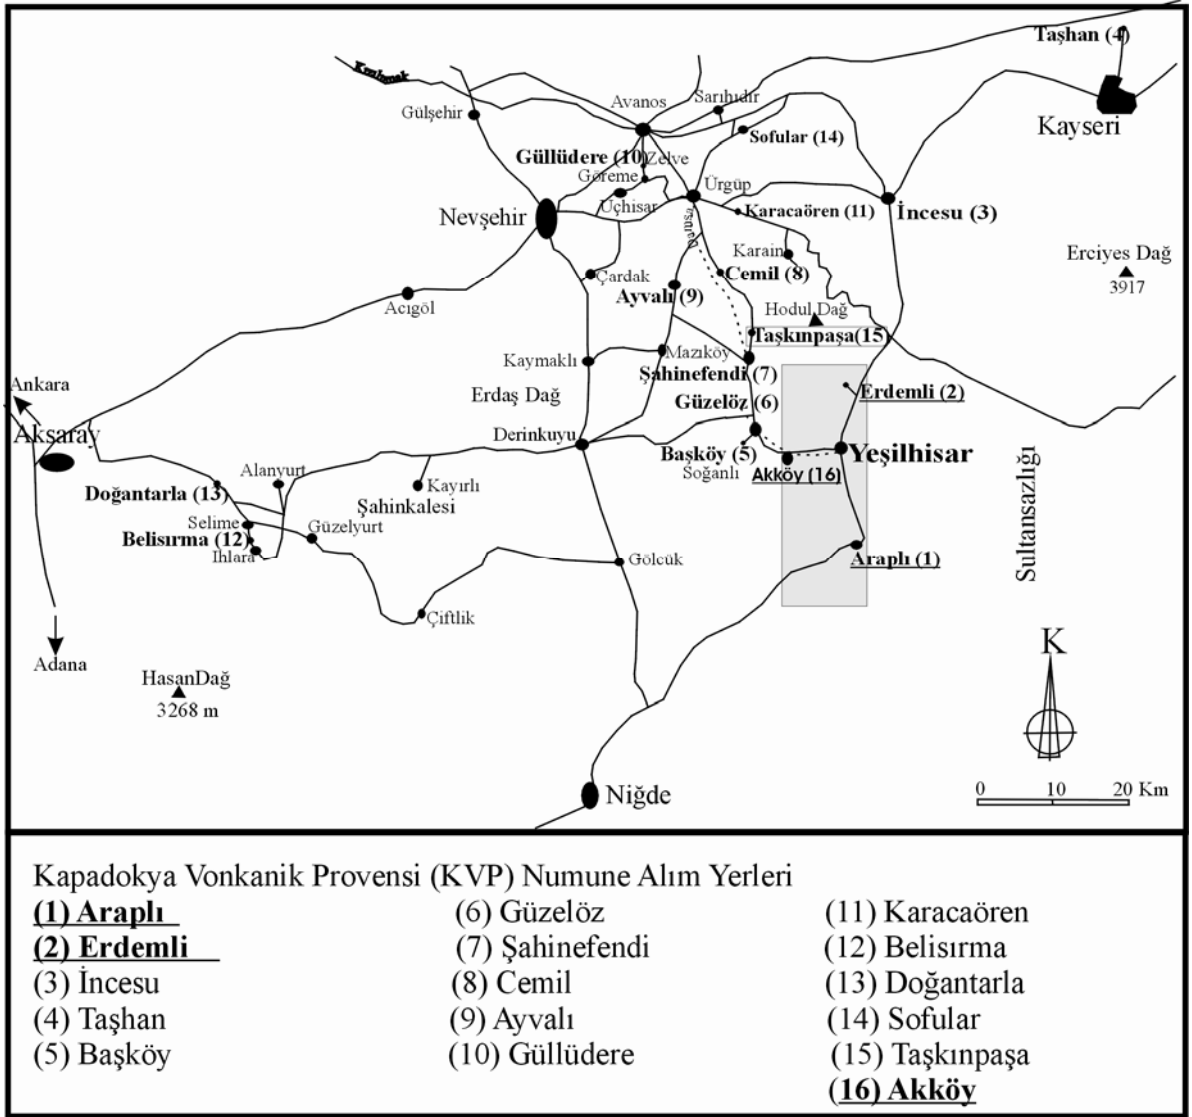 Taşhan (4)
Kızılırmak
Avanos
Sarıhıdır
Gülşehir
Kayseri
Sofular (14)
Güllüdere (10)
Zelve
Göreme
Ürgüp
Uçhisar
Nevşehir
Karacaören (11)
İncesu (3)
Damsa
Karain
Erciyes Dağ
3917
Çardak
Cemil (8)
Ayvalı (9)
Acıgöl
Hodul Dağ
Taşkınpaşa(15)
Kaymaklı
Mazıköy
Şahinefendi (7)
Ankara
Erdaş Dağ
Erdemli (2)
Güzelöz (6)
Aksaray
Derinkuyu
Başköy (5)
Yeşilhisar
Soğanlı
Akköy (16)
Alanyurt
Doğantarla (13)
Kayırlı
Şahinkalesi
Selime
Güzelyurt
Belisırma (12)
Ihlara
Sultansazlığı
Gölcük
Araplı (1)
Çiftlik
Adana
HasanDağ
3268 m
K
Niğde
0 10 20 Km
Kapadokya Vonkanik Provensi (KVP) Numune Alım Yerleri
(1) Araplı
(2) Erdemli
(3) İncesu
(4) Taşhan
(5) Başköy
(6) Güzelöz
(7) Şahinefendi
(8) Cemil
(9) Ayvalı
(10) Güllüdere
(11) Karacaören
(12) Belisırma
(13) Doğantarla
(14) Sofular
(15) Taşkınpaşa
(16) Akköy